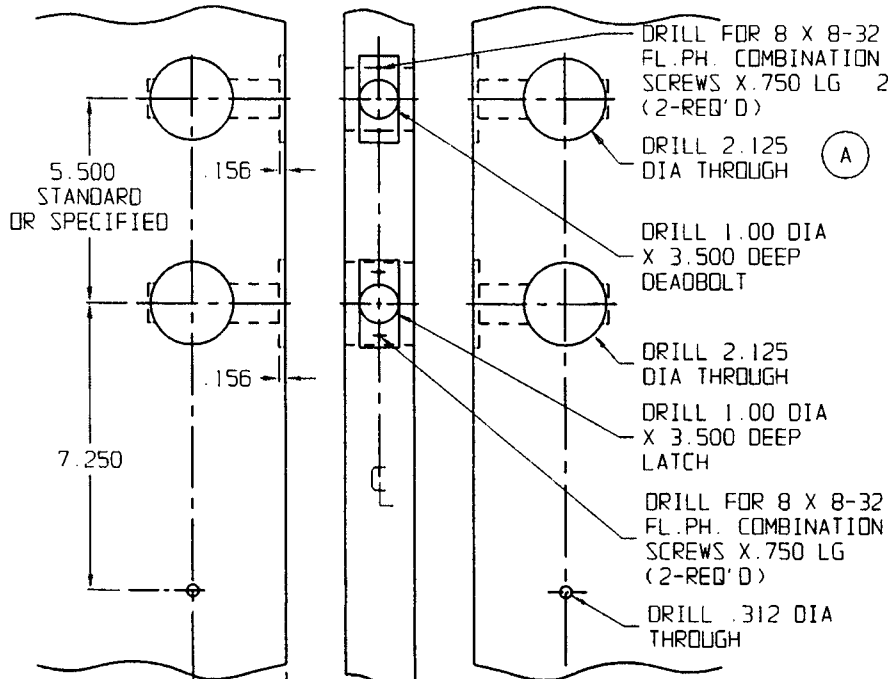 DRILL FOR 8 X 8-32
FL.PH. COMBINATION
SCREWS X.750 LG 2
(2-REQ'D)
DRILL 2.125
DIA THROUGH
A
5.500
STANDARD
OR SPECIFIED
.156
DRILL 1.00 DIA
X 3.500 DEEP
DEADBOLT
DRILL 2.125
DIA THROUGH
.156
DRILL 1.00 DIA
X 3.500 DEEP
LATCH
7.250
CL
DRILL FOR 8 X 8-32
FL.PH. COMBINATION
SCREWS X.750 LG
(2-REQ'D)
DRILL .312 DIA
THROUGH